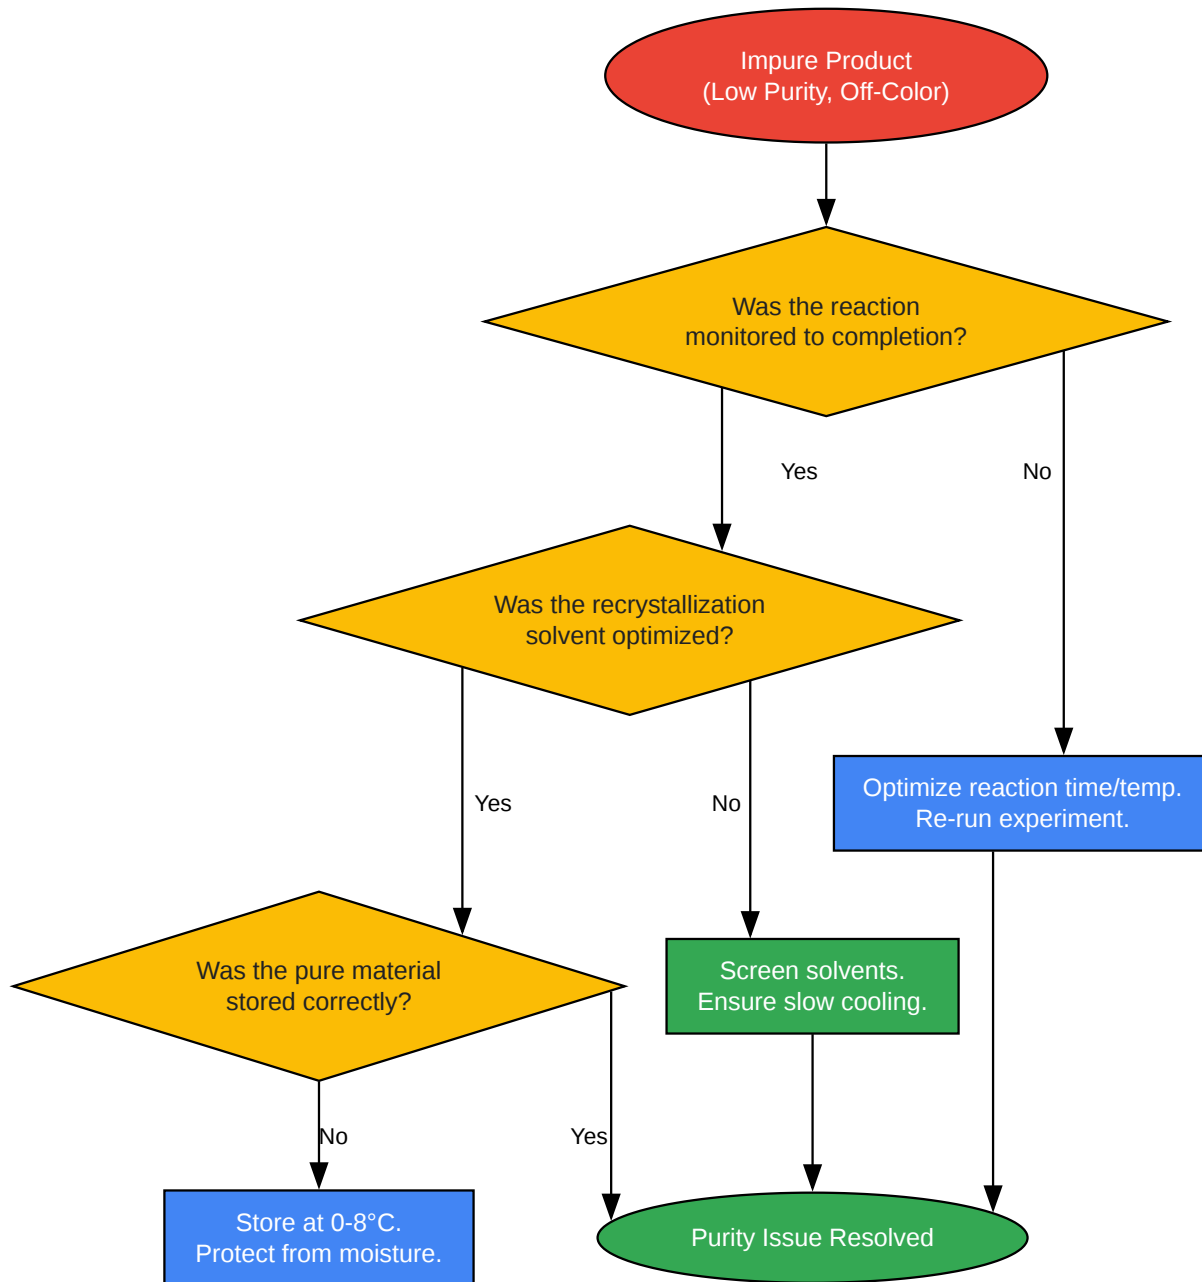 Impure Product
(Low Purity, Off-Color)
Was the reaction
monitored to completion?
Yes
No
Was the recrystallization
solvent optimized?
Optimize reaction time/temp.
Re-run experiment.
Yes
No
Was the pure material
stored correctly?
Screen solvents.
Ensure slow cooling.
No
Yes
Store at 0-8°C.
Protect from moisture.
Purity Issue Resolved